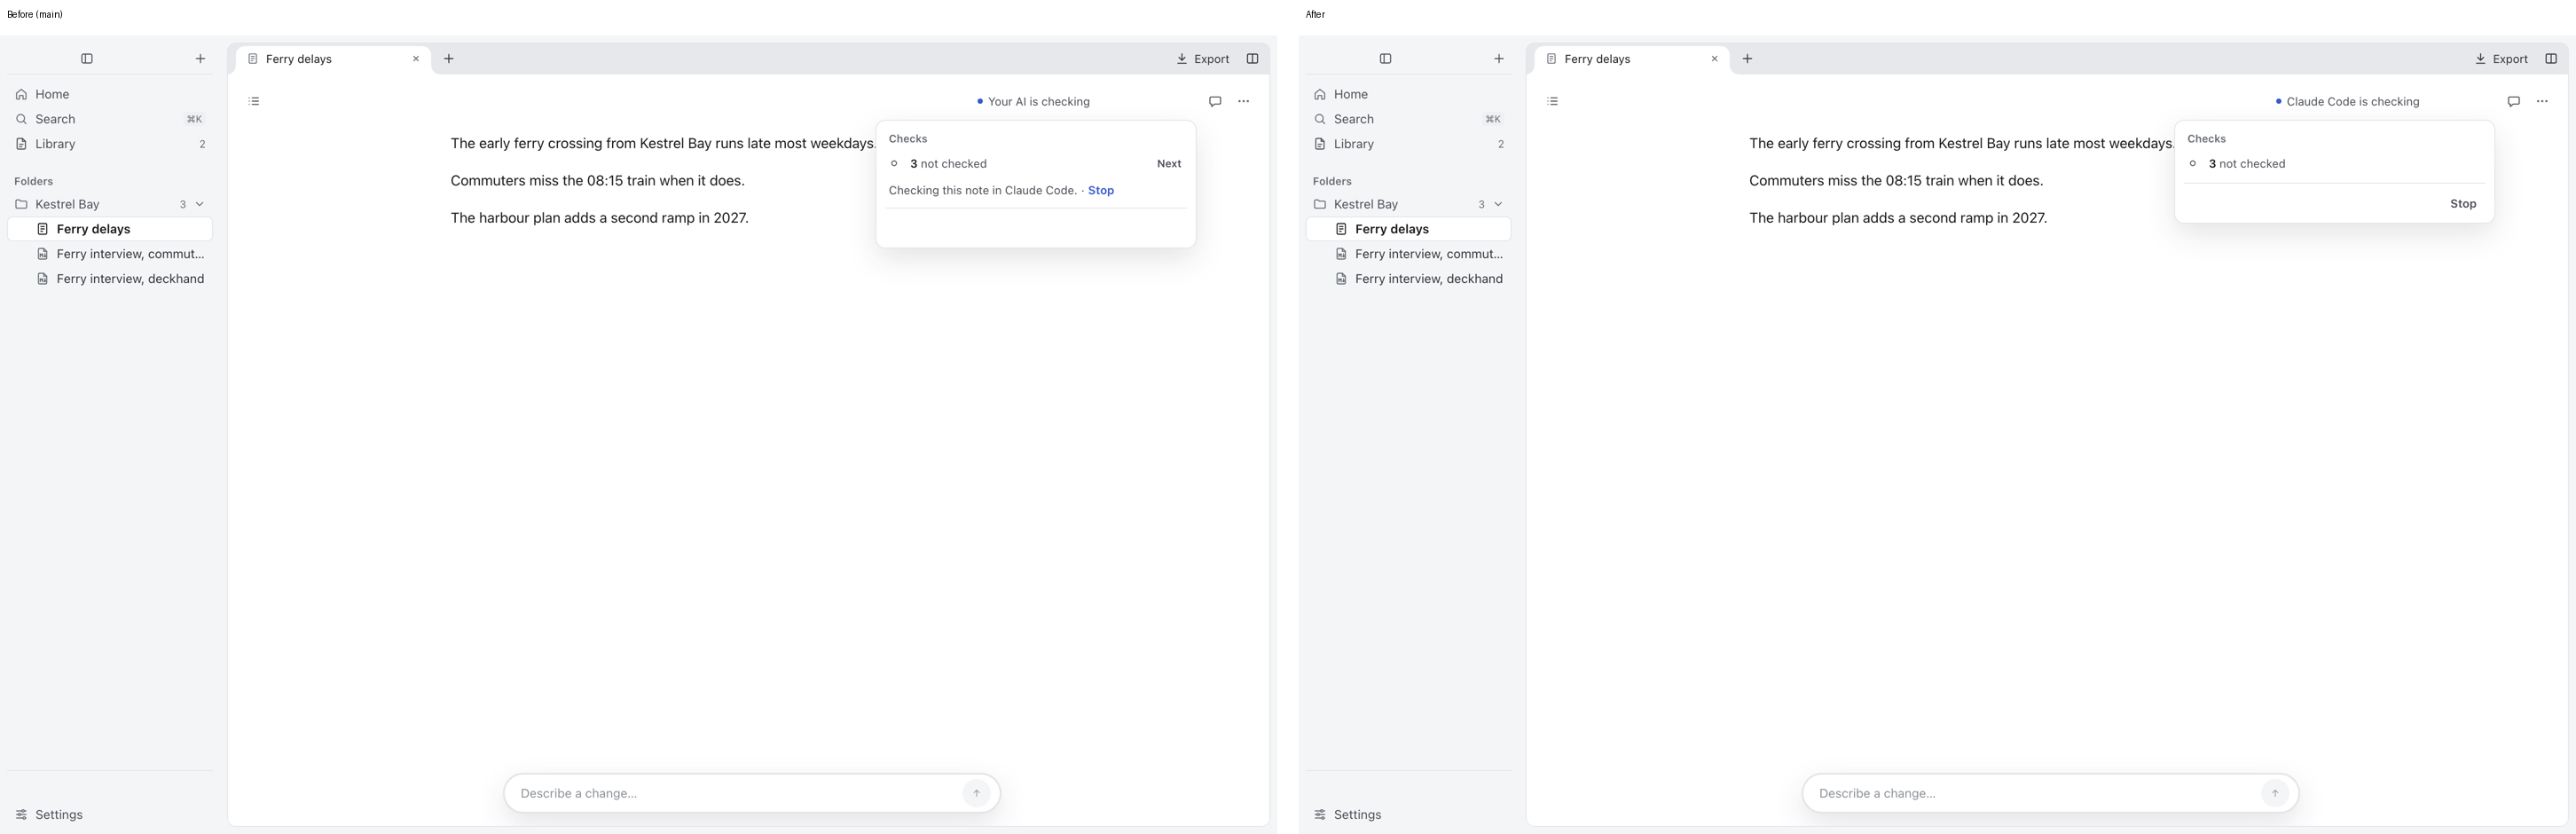 Before (main)
Ferry delays
Export
Home
Search ⌘K
Library 2
Folders
Kestrel Bay 3
Ferry delays
Ferry interview, commut...
Ferry interview, deckhand
Settings
Your AI is checking
The early ferry crossing from Kestrel Bay runs late most weekdays.
Commuters miss the 08:15 train when it does.
The harbour plan adds a second ramp in 2027.
Checks
3 not checked Next
Checking this note in Claude Code. · Stop
Describe a change...
After
Ferry delays
Export
Home
Search ⌘K
Library 2
Folders
Kestrel Bay 3
Ferry delays
Ferry interview, commut...
Ferry interview, deckhand
Settings
Claude Code is checking
The early ferry crossing from Kestrel Bay runs late most weekdays.
Commuters miss the 08:15 train when it does.
The harbour plan adds a second ramp in 2027.
Checks
3 not checked
Stop
Describe a change...